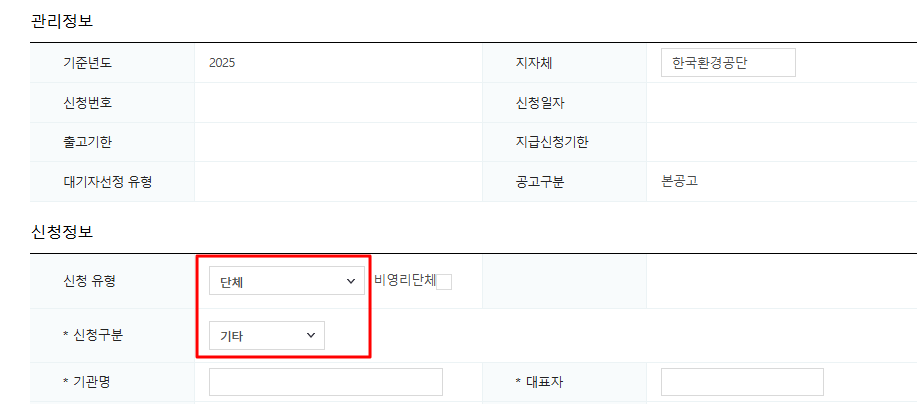 관리정보
기준년도 2025 지자체 한국환경공단
신청번호 신청일자
출고기한 지급신청기한
대기자선정 유형 공고구분 본공고
신청정보
신청 유형 단체 비영리단체
* 신청구분 기타
* 기관명 * 대표자